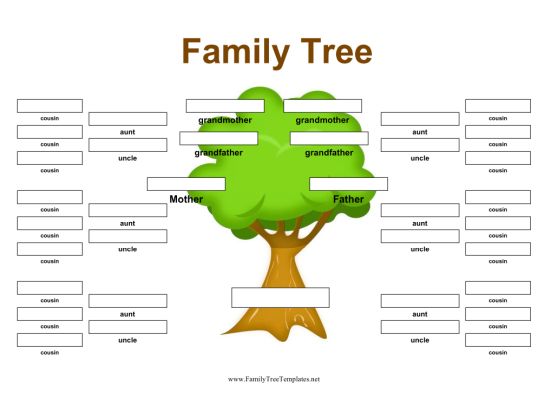 Family Tree
grandmother grandmother
cousin cousin
aunt aunt
cousin cousin
grandfather grandfather
uncle uncle
cousin cousin
Mother Father
cousin cousin
aunt aunt
cousin cousin
uncle uncle
cousin cousin
cousin cousin
aunt aunt
cousin cousin
uncle uncle
cousin cousin
www.FamilyTreeTemplates.net